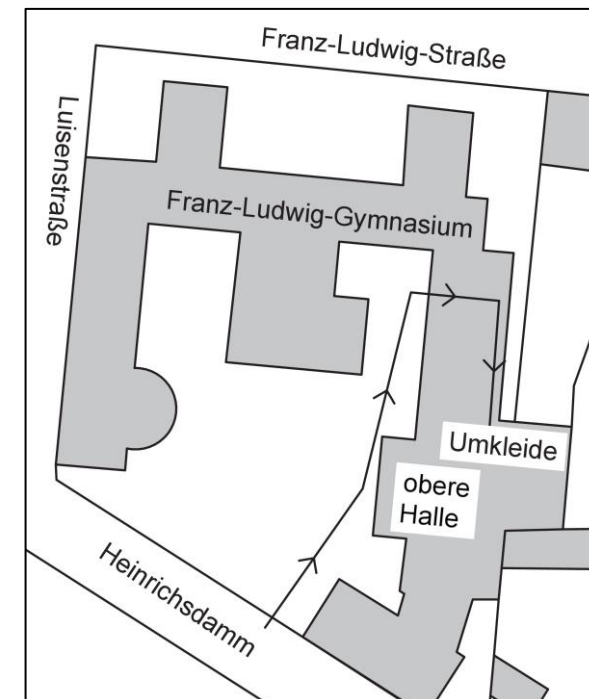 Franz-Ludwig-Straße
Luisenstraße
Franz-Ludwig-Gymnasium
Umkleide
obere
Halle
Heinrichsdamm